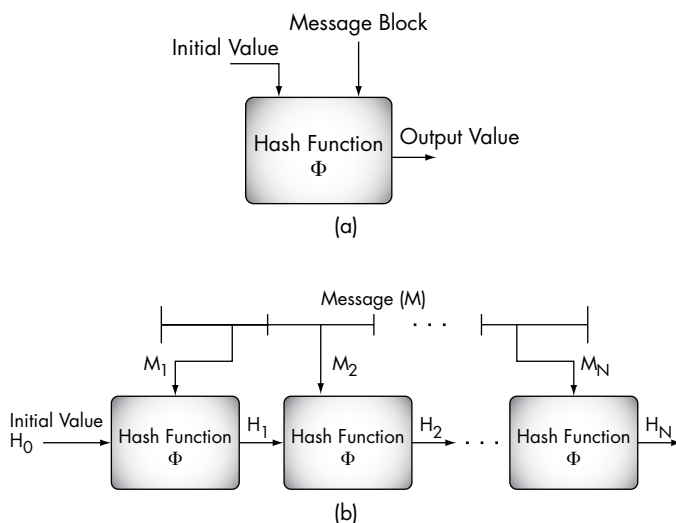 Message Block
Initial Value
Hash Function
Φ
Output Value
(a)
Message (M)
. . .
M1
M2
MN
Initial Value
H0
Hash Function
Φ
H1
Hash Function
Φ
H2
. . .
Hash Function
Φ
HN
(b)